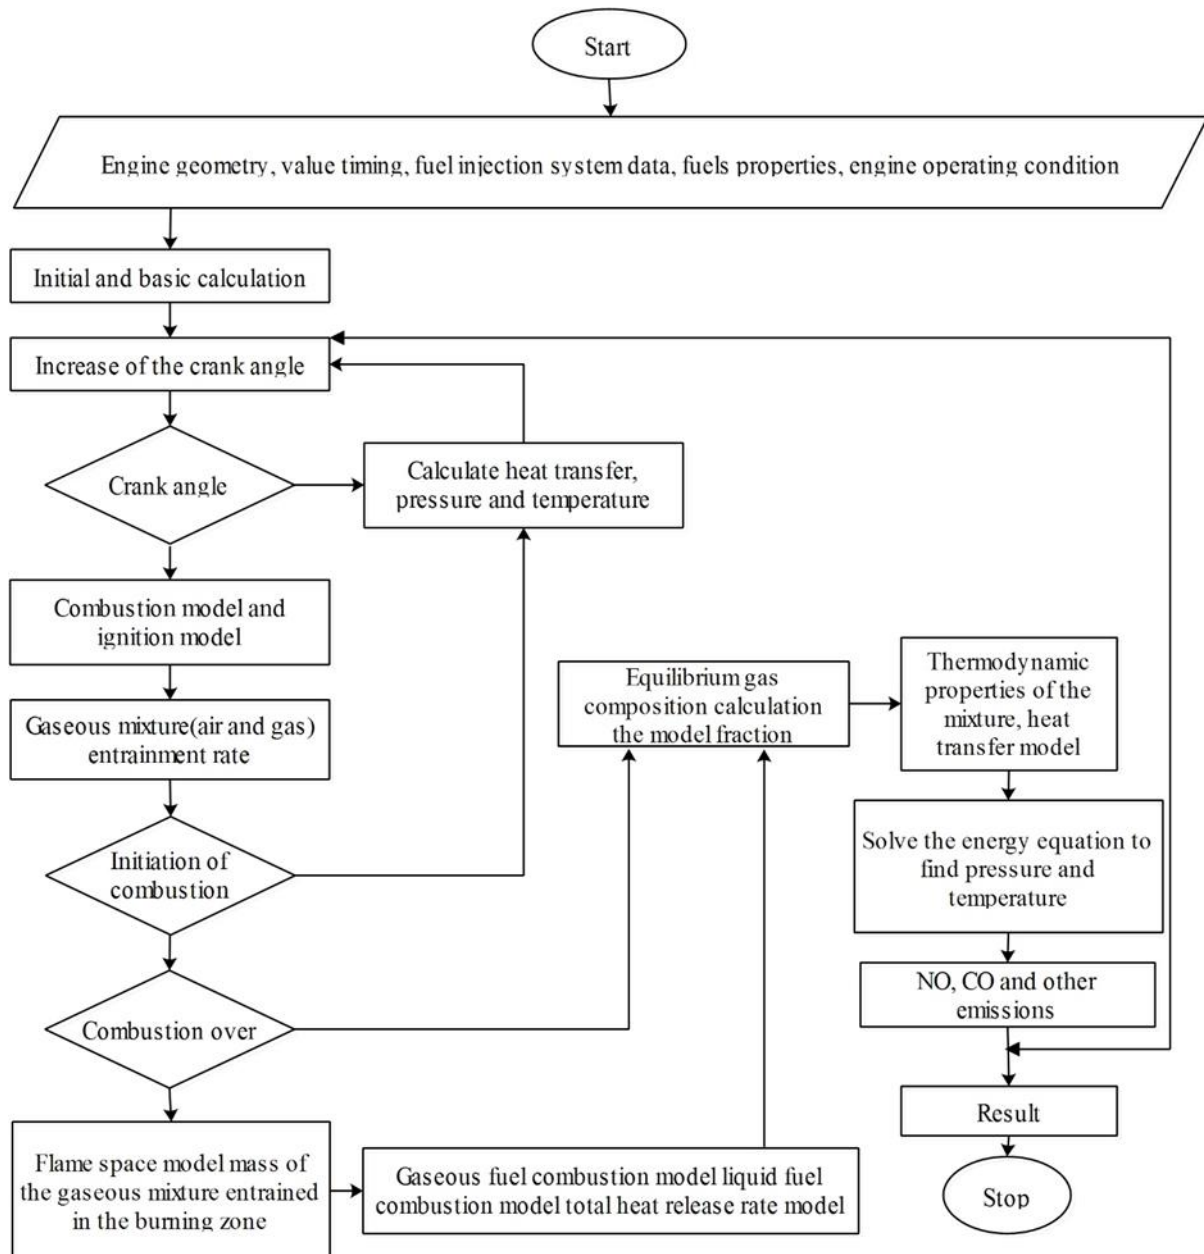 Start
Engine geometry, value timing, fuel injection system data, fuels properties, engine operating condition
Initial and basic calculation
Increase of the crank angle
Crank angle
Calculate heat transfer,
pressure and temperature
Combustion model and
ignition model
Gaseous mixture(air and gas)
entrainment rate
Initiation of
combustion
Combustion over
Flame space model mass of
the gaseous mixture entrained
in the burning zone
Gaseous fuel combustion model liquid fuel
combustion model total heat release rate model
Equilibrium gas
composition calculation
the model fraction
Thermodynamic
properties of the
mixture, heat
transfer model
Solve the energy equation to
find pressure and
temperature
NO, CO and other
emissions
Result
Stop